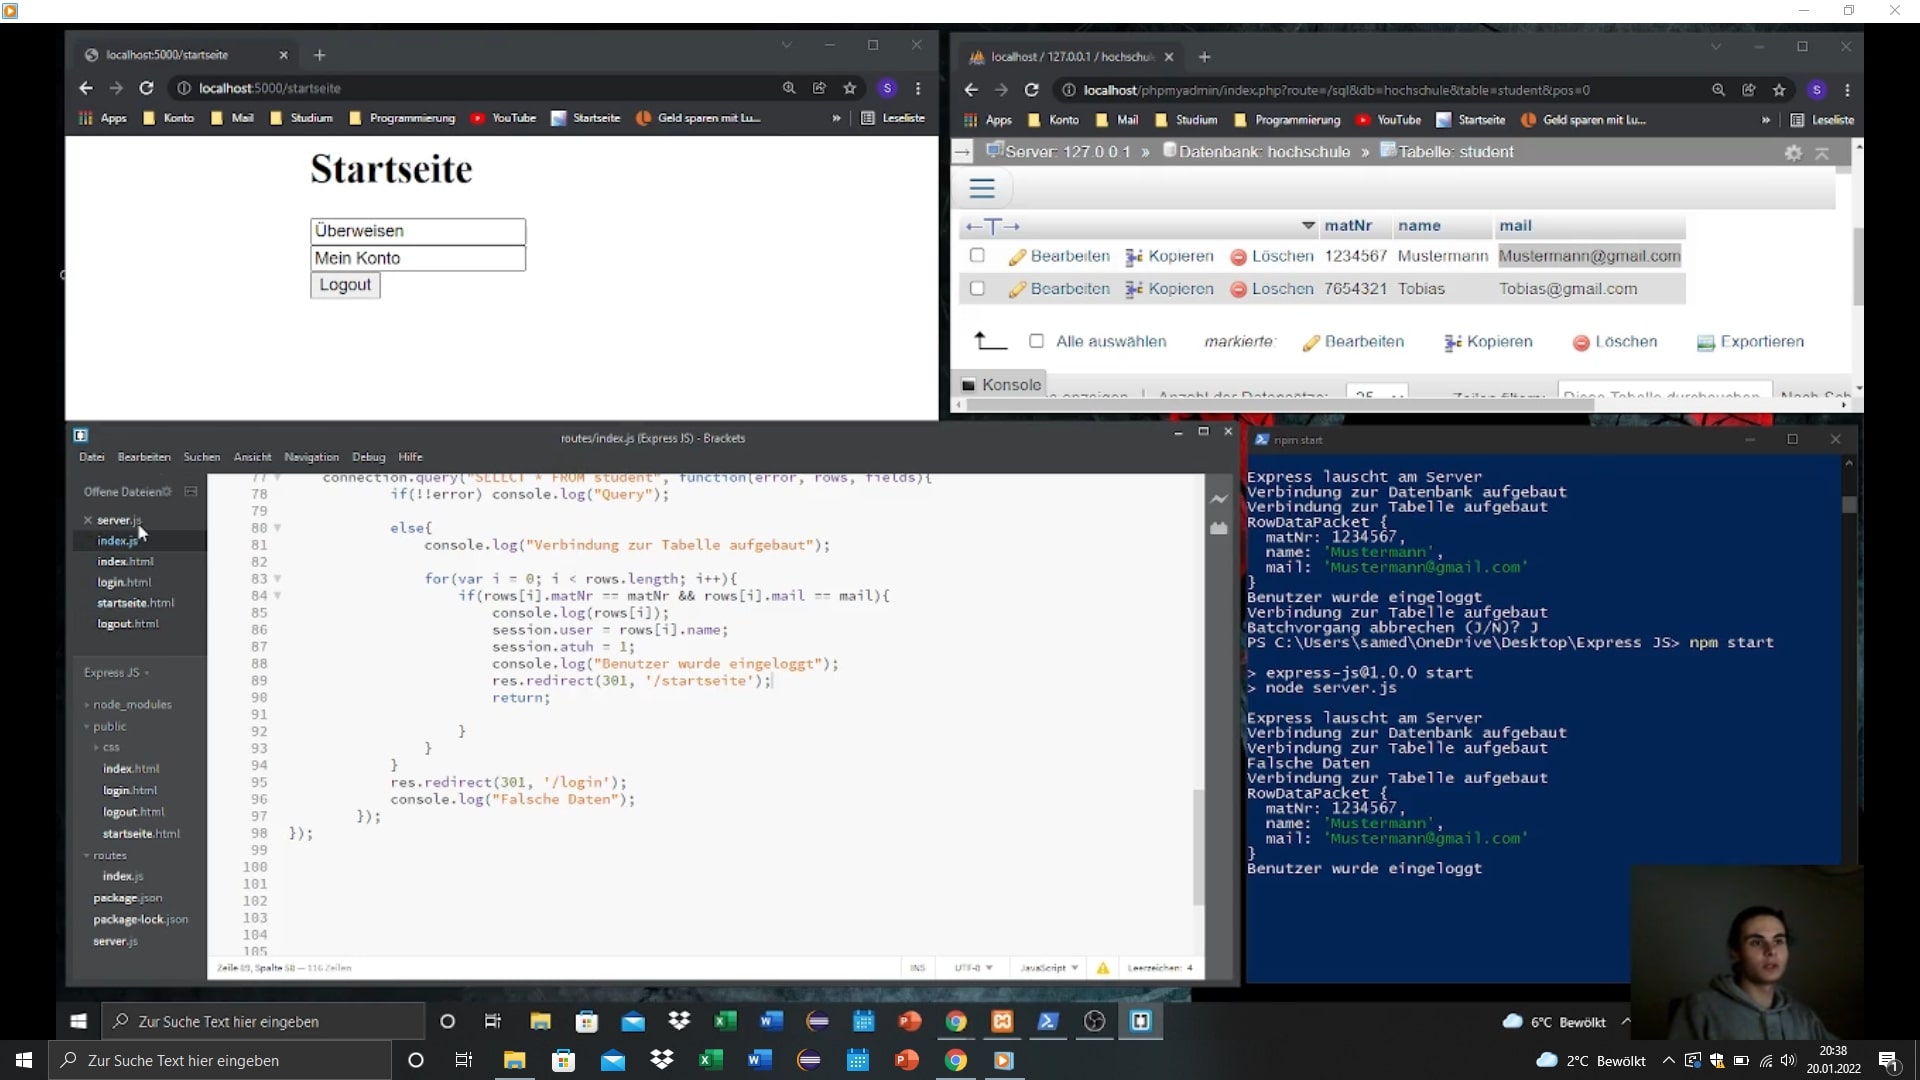 localhost:5000/startseite
localhost:5000/startseite
Apps Konto Mail Studium Programmierung YouTube Startseite Geld sparen mit Lu... » Leseliste
Startseite
Überweisen
Mein Konto
Logout
localhost / 127.0.0.1 / hochschul
localhost/phpmyadmin/index.php?route=/sql&db=hochschule&table=student&pos=0
Apps Konto Mail Studium Programmierung YouTube Startseite Geld sparen mit Lu... » Leseliste
Server: 127.0.0.1 » Datenbank: hochschule » Tabelle: student
matNr name mail
Bearbeiten Kopieren Löschen 1234567 Mustermann Mustermann@gmail.com
Bearbeiten Kopieren Löschen 7654321 Tobias Tobias@gmail.com
Alle auswählen markierte: Bearbeiten Kopieren Löschen Exportieren
Konsole
routes/index.js (Express JS) - Brackets
Datei Bearbeiten Suchen Ansicht Navigation Debug Hilfe
Offene Dateien
server.js
index.js
index.html
login.html
startseite.html
logout.html
Express JS
node_modules
public
css
index.html
login.html
logout.html
startseite.html
routes
index.js
package.json
package-lock.json
server.js
77 connection.query("SELECT * FROM student", function(error, rows, fields){
78 if(!!error) console.log("Query");
79
80 else{
81 console.log("Verbindung zur Tabelle aufgebaut");
82
83 for(var i = 0; i < rows.length; i++){
84 if(rows[i].matNr == matNr && rows[i].mail == mail){
85 console.log(rows[i]);
86 session.user = rows[i].name;
87 session.atuh = 1;
88 console.log("Benutzer wurde eingeloggt");
89 res.redirect(301, '/startseite');
90 return;
91
92 }
93 }
94 }
95 res.redirect(301, '/login');
96 console.log("Falsche Daten");
97 });
98 });
99
100
101
102
103
104
105
Zeile 89, Spalte 50 — 116 Zeilen INS UTF-8 JavaScript Leerzeichen: 4
npm start
Express lauscht am Server
Verbindung zur Datenbank aufgebaut
Verbindung zur Tabelle aufgebaut
RowDataPacket {
matNr: 1234567,
name: 'Mustermann',
mail: 'Mustermann@gmail.com'
}
Benutzer wurde eingeloggt
Verbindung zur Tabelle aufgebaut
Batchvorgang abbrechen (J/N)? J
PS C:\Users\samed\OneDrive\Desktop\Express JS> npm start
> express-js@1.0.0 start
> node server.js
Express lauscht am Server
Verbindung zur Datenbank aufgebaut
Verbindung zur Tabelle aufgebaut
Falsche Daten
Verbindung zur Tabelle aufgebaut
RowDataPacket {
matNr: 1234567,
name: 'Mustermann',
mail: 'Mustermann@gmail.com'
}
Benutzer wurde eingeloggt
Zur Suche Text hier eingeben
6°C Bewölkt
Zur Suche Text hier eingeben
2°C Bewölkt
20:38
20.01.2022